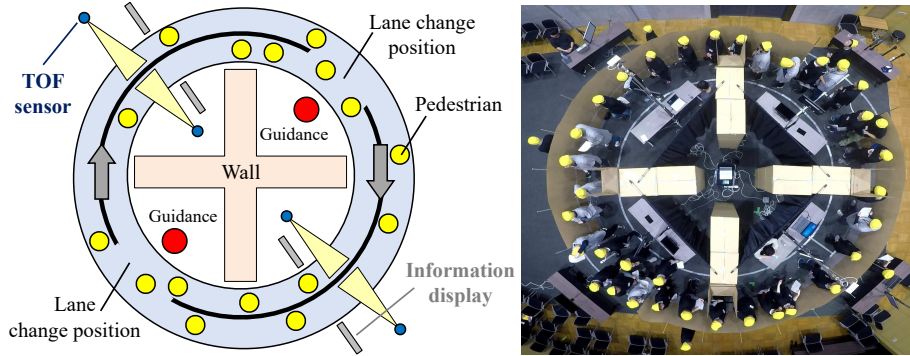 Lane change
position
TOF
sensor
Pedestrian
Guidance
Wall
Guidance
Information
display
Lane
change position